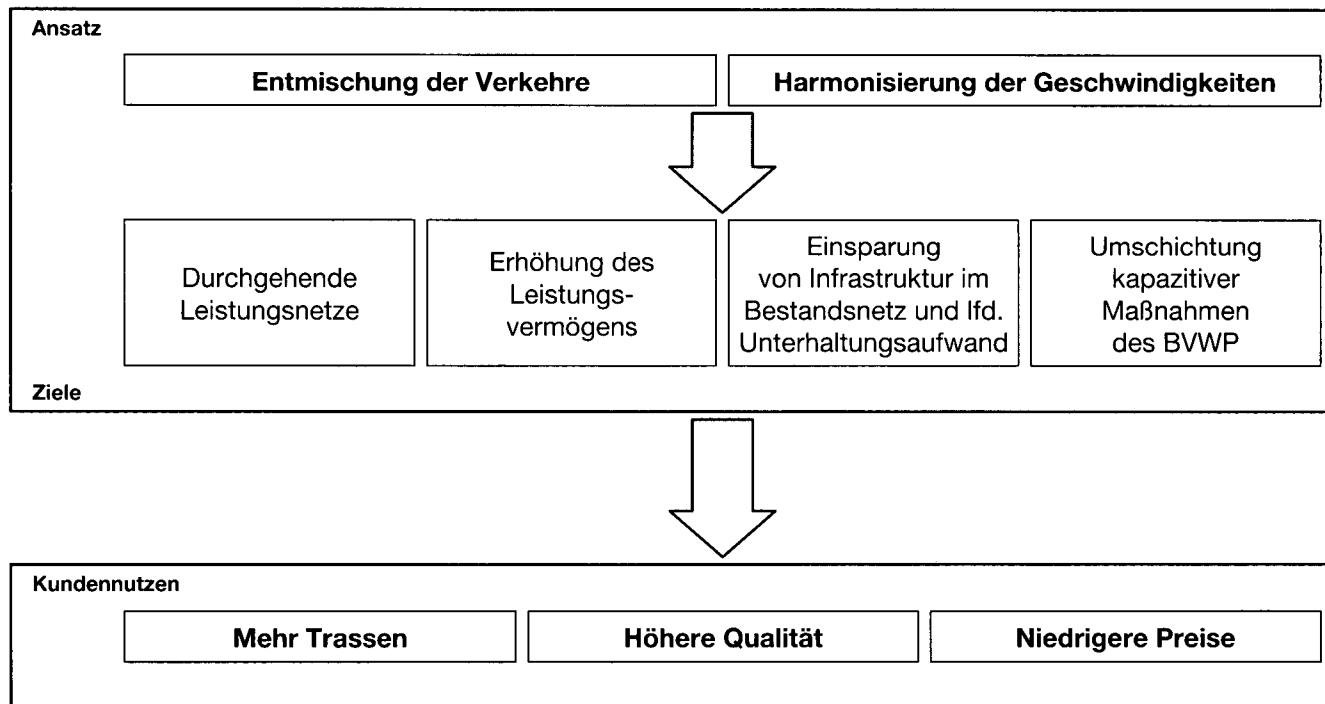 Ansatz
Entmischung der Verkehre
Harmonisierung der Geschwindigkeiten
Durchgehende
Leistungsnetze
Erhöhung des
Leistungs-
vermögens
Einsparung
von Infrastruktur im
Bestandsnetz und lfd.
Unterhaltungsaufwand
Umschichtung
kapazitiver
Maßnahmen
des BVWP
Ziele
Kundennutzen
Mehr Trassen
Höhere Qualität
Niedrigere Preise